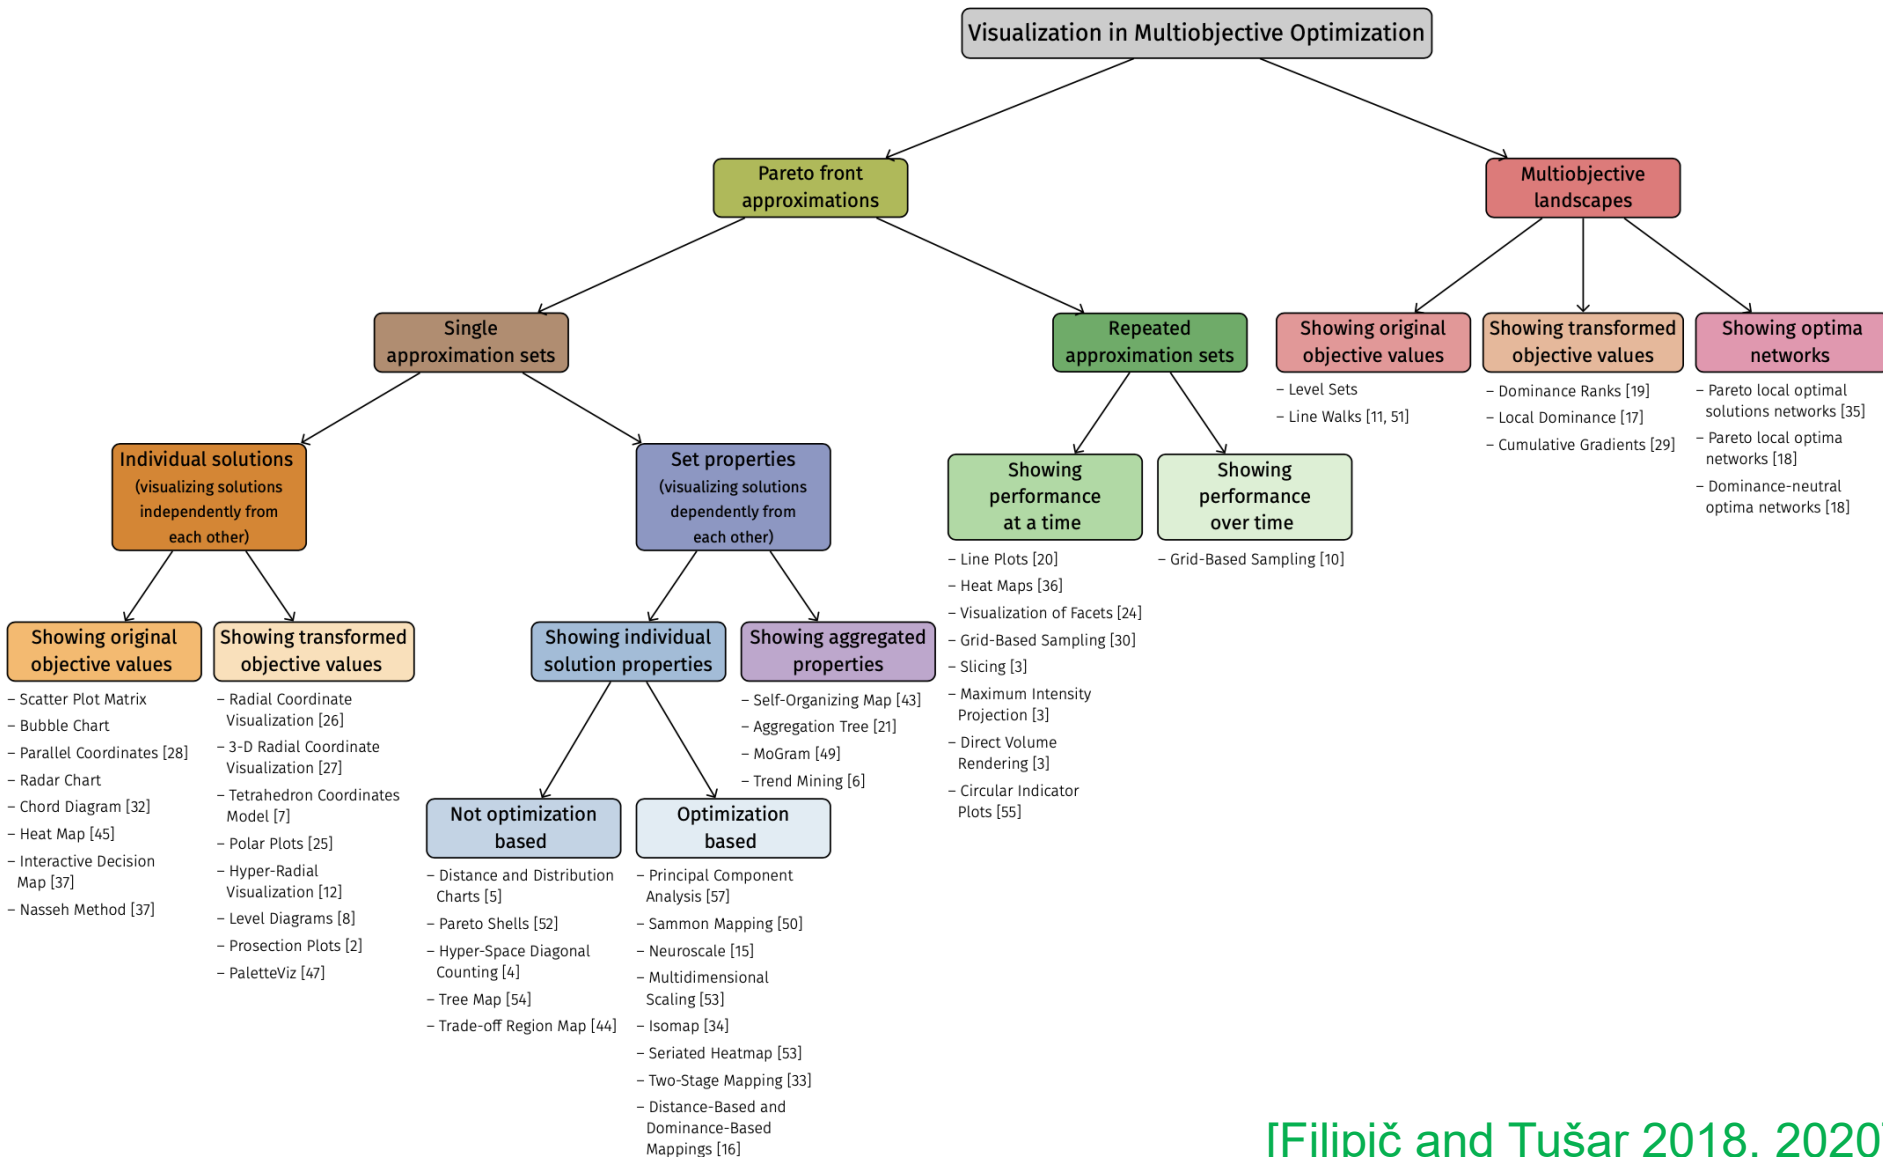 Visualization in Multiobjective Optimization
Pareto front
approximations
Multiobjective
landscapes
Single
approximation sets
Repeated
approximation sets
Showing original
objective values
– Level Sets
– Line Walks [11, 51]
Showing transformed
objective values
– Dominance Ranks [19]
– Local Dominance [17]
– Cumulative Gradients [29]
Showing optima
networks
– Pareto local optimal
solutions networks [35]
– Pareto local optima
networks [18]
– Dominance-neutral
optima networks [18]
Individual solutions
(visualizing solutions
independently from
each other)
Set properties
(visualizing solutions
dependently from
each other)
Showing
performance
at a time
– Line Plots [20]
– Heat Maps [36]
– Visualization of Facets [24]
– Grid-Based Sampling [30]
– Slicing [3]
– Maximum Intensity
Projection [3]
– Direct Volume
Rendering [3]
– Circular Indicator
Plots [55]
Showing
performance
over time
– Grid-Based Sampling [10]
Showing original
objective values
– Scatter Plot Matrix
– Bubble Chart
– Parallel Coordinates [28]
– Radar Chart
– Chord Diagram [32]
– Heat Map [45]
– Interactive Decision
Map [37]
– Nasseh Method [37]
Showing transformed
objective values
– Radial Coordinate
Visualization [26]
– 3-D Radial Coordinate
Visualization [27]
– Tetrahedron Coordinates
Model [7]
– Polar Plots [25]
– Hyper-Radial
Visualization [12]
– Level Diagrams [8]
– Prosection Plots [2]
– PaletteViz [47]
Showing individual
solution properties
Showing aggregated
properties
– Self-Organizing Map [43]
– Aggregation Tree [21]
– MoGram [49]
– Trend Mining [6]
Not optimization
based
– Distance and Distribution
Charts [5]
– Pareto Shells [52]
– Hyper-Space Diagonal
Counting [4]
– Tree Map [54]
– Trade-off Region Map [44]
Optimization
based
– Principal Component
Analysis [57]
– Sammon Mapping [50]
– Neuroscale [15]
– Multidimensional
Scaling [53]
– Isomap [34]
– Seriated Heatmap [53]
– Two-Stage Mapping [33]
– Distance-Based and
Dominance-Based
Mappings [16]
[Filipič and Tušar 2018, 2020]